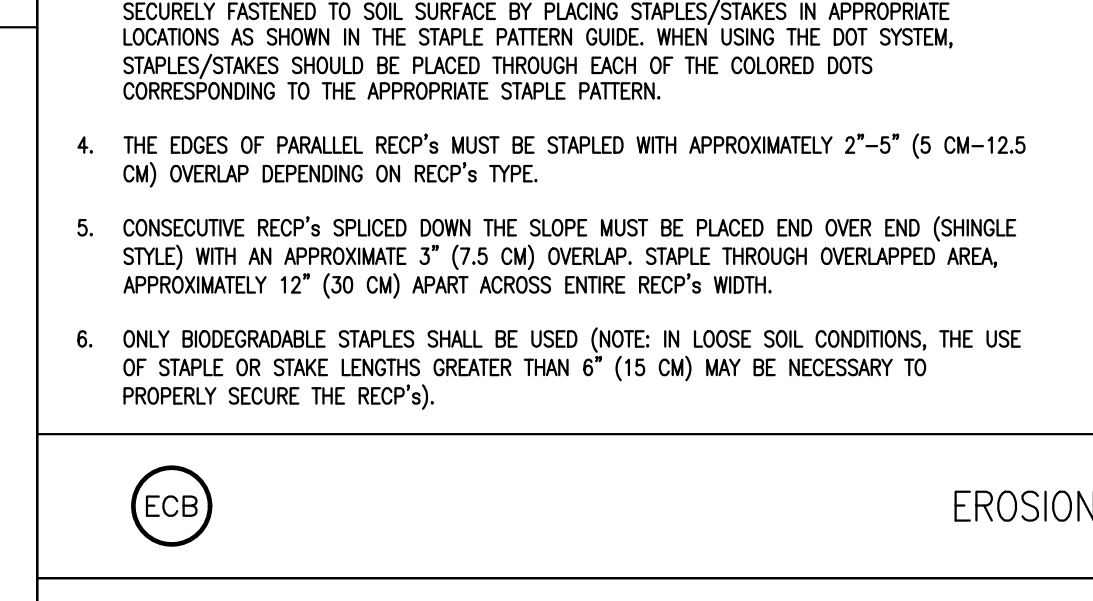 SECURELY FASTENED TO SOIL SURFACE BY PLACING STAPLES/STAKES IN APPROPRIATE
LOCATIONS AS SHOWN IN THE STAPLE PATTERN GUIDE. WHEN USING THE DOT SYSTEM,
STAPLES/STAKES SHOULD BE PLACED THROUGH EACH OF THE COLORED DOTS
CORRESPONDING TO THE APPROPRIATE STAPLE PATTERN.
4. THE EDGES OF PARALLEL RECP's MUST BE STAPLED WITH APPROXIMATELY 2"–5" (5 CM–12.5
CM) OVERLAP DEPENDING ON RECP's TYPE.
5. CONSECUTIVE RECP's SPLICED DOWN THE SLOPE MUST BE PLACED END OVER END (SHINGLE
STYLE) WITH AN APPROXIMATE 3" (7.5 CM) OVERLAP. STAPLE THROUGH OVERLAPPED AREA,
APPROXIMATELY 12" (30 CM) APART ACROSS ENTIRE RECP's WIDTH.
6. ONLY BIODEGRADABLE STAPLES SHALL BE USED (NOTE: IN LOOSE SOIL CONDITIONS, THE USE
OF STAPLE OR STAKE LENGTHS GREATER THAN 6" (15 CM) MAY BE NECESSARY TO
PROPERLY SECURE THE RECP's).
ECB
EROSION